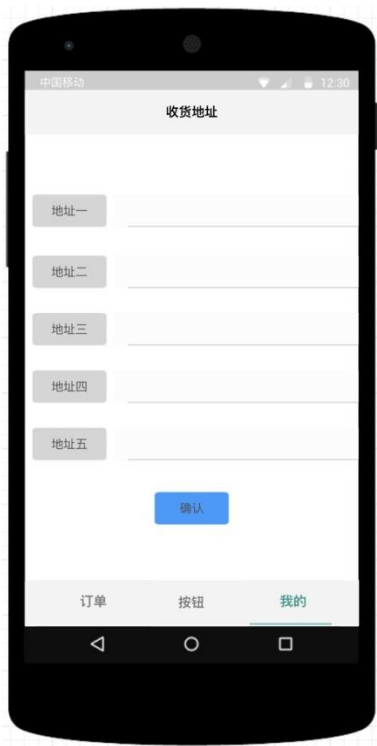 中国移动 12:30
收货地址
地址一
地址二
地址三
地址四
地址五
确认
订单 按钮 我的